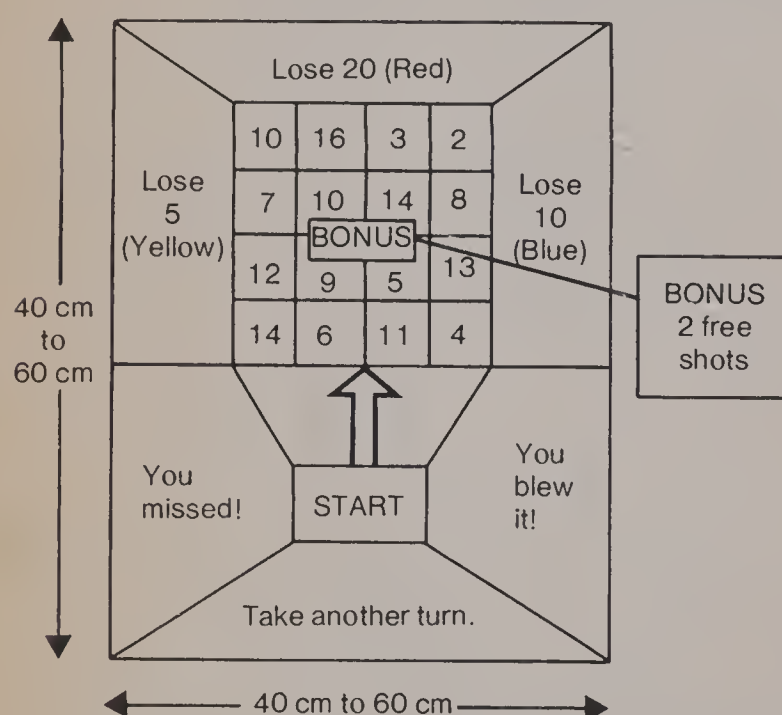 Lose 20 (Red)
10 16 3 2
Lose
5
(Yellow)
7 10 14 8
Lose
10
(Blue)
BONUS
12 9 5 13
14 6 11 4
BONUS
2 free
shots
40 cm
to
60 cm
You
missed!
START
You
blew
it!
Take another turn.
40 cm to 60 cm